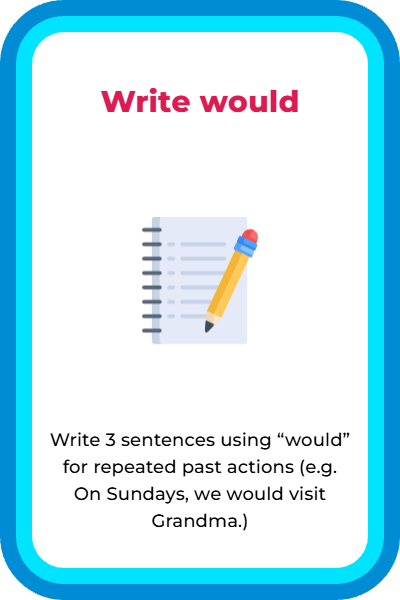 Write would
Write 3 sentences using “would”
for repeated past actions (e.g.
On Sundays, we would visit
Grandma.)